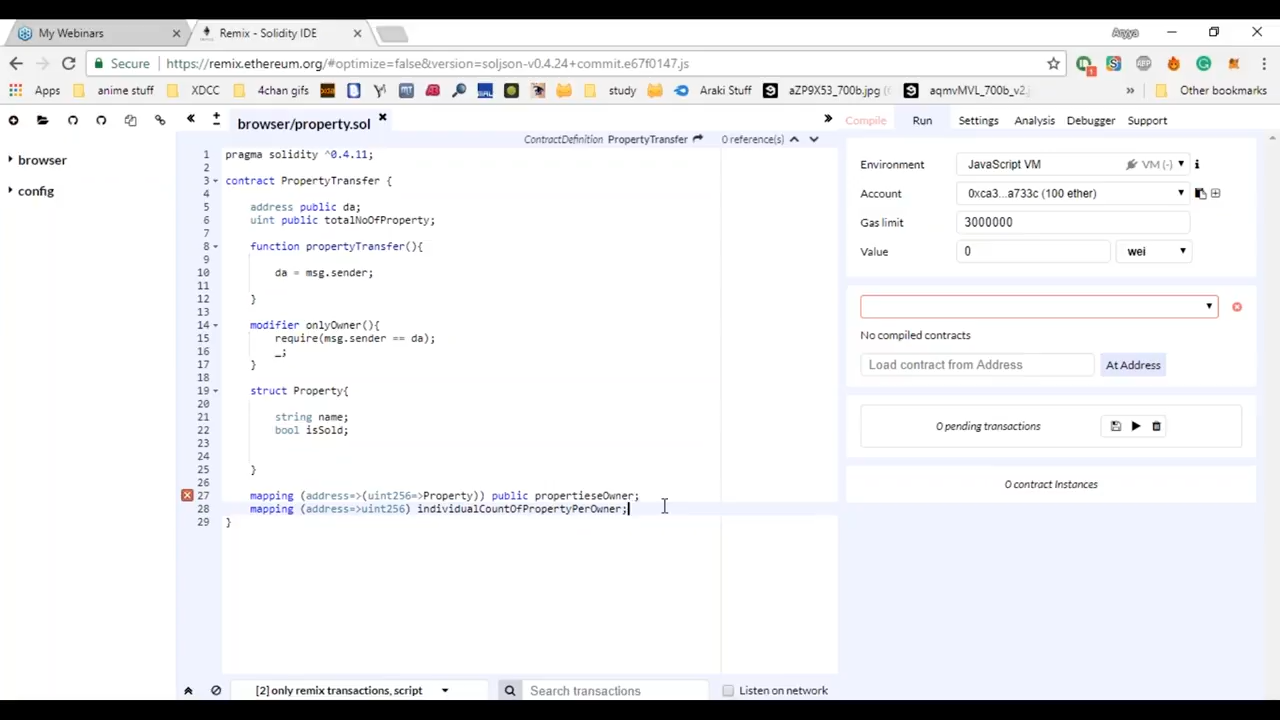 My Webinars
Remix - Solidity IDE
Secure https://remix.ethereum.org/#optimize=false&version=soljson-v0.4.24+commit.e67f0147.js
Apps anime stuff XDCC 4chan gifs study Araki Stuff aZP9X53_700b.jpg ( aqmvMVL_700b_v2.j » Other bookmarks
browser/property.sol
Compile Run Settings Analysis Debugger Support
ContractDefinition PropertyTransfer 0 reference(s)
browser
config
1 pragma solidity ^0.4.11;
2
3 contract PropertyTransfer {
4
5 address public da;
6 uint public totalNoOfProperty;
7
8 function propertyTransfer(){
9
10 da = msg.sender;
11
12 }
13
14 modifier onlyOwner(){
15 require(msg.sender == da);
16 _;
17 }
18
19 struct Property{
20
21 string name;
22 bool isSold;
23
24
25 }
26
27 mapping (address=>(uint256=>Property)) public propertieseOwner;
28 mapping (address=>uint256) individualCountOfPropertyPerOwner;
29 }
Environment JavaScript VM VM (-)
Account 0xca3...a733c (100 ether)
Gas limit 3000000
Value 0 wei
No compiled contracts
Load contract from Address At Address
0 pending transactions
0 contract Instances
[2] only remix transactions, script
Search transactions
Listen on network